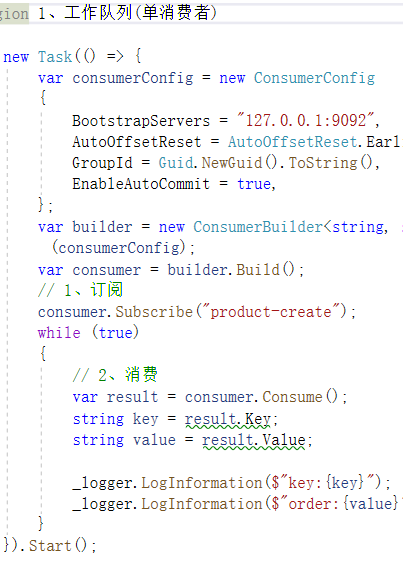 gion 1、工作队列(单消费者)
new Task(() => {
var consumerConfig = new ConsumerConfig
{
BootstrapServers = "127.0.0.1:9092",
AutoOffsetReset = AutoOffsetReset.Earl
GroupId = Guid.NewGuid().ToString(),
EnableAutoCommit = true,
};
var builder = new ConsumerBuilder<string,
(consumerConfig);
var consumer = builder.Build();
// 1、订阅
consumer.Subscribe("product-create");
while (true)
{
// 2、消费
var result = consumer.Consume();
string key = result.Key;
string value = result.Value;
_logger.LogInformation($"key:{key}");
_logger.LogInformation($"order:{value}"
}
}).Start();